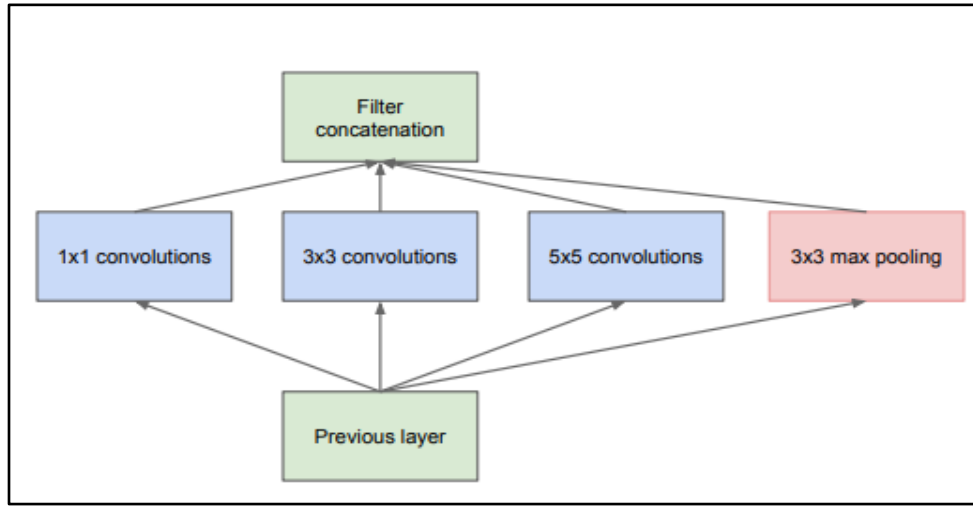 Filter
concatenation
1x1 convolutions
3x3 convolutions
5x5 convolutions
3x3 max pooling
Previous layer